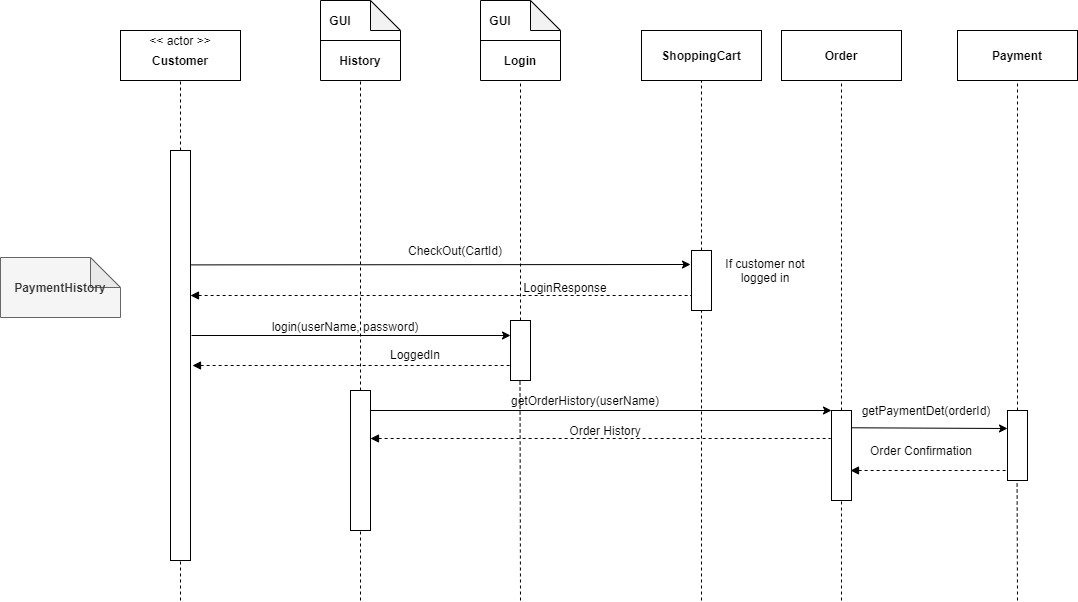 GUI
GUI
<< actor >>
Customer
History
Login
ShoppingCart
Order
Payment
CheckOut(CartId)
If customer not
logged in
PaymentHistory
LoginResponse
login(userName, password)
LoggedIn
getOrderHistory(userName)
getPaymentDet(orderId)
Order History
Order Confirmation